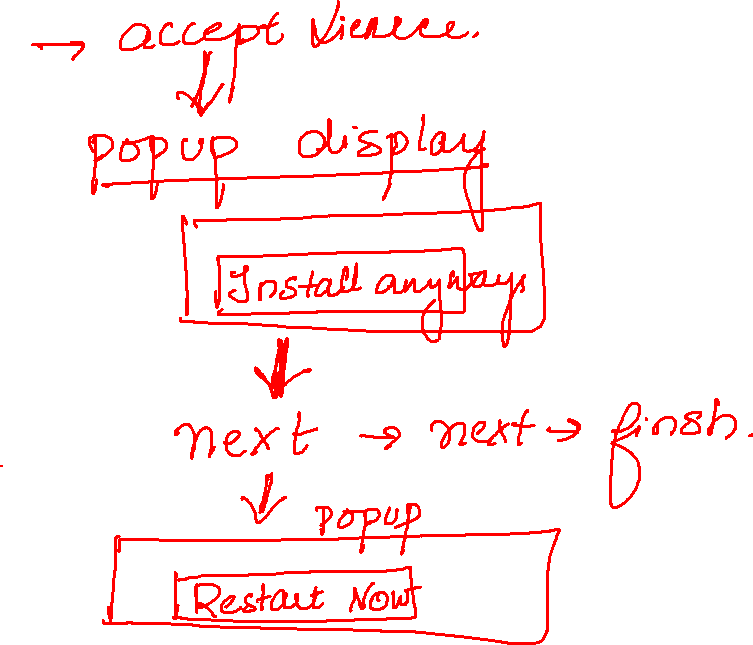 → accept Licence.
popup display
Install anyways
next → next → finsh.
popup
Restart Now